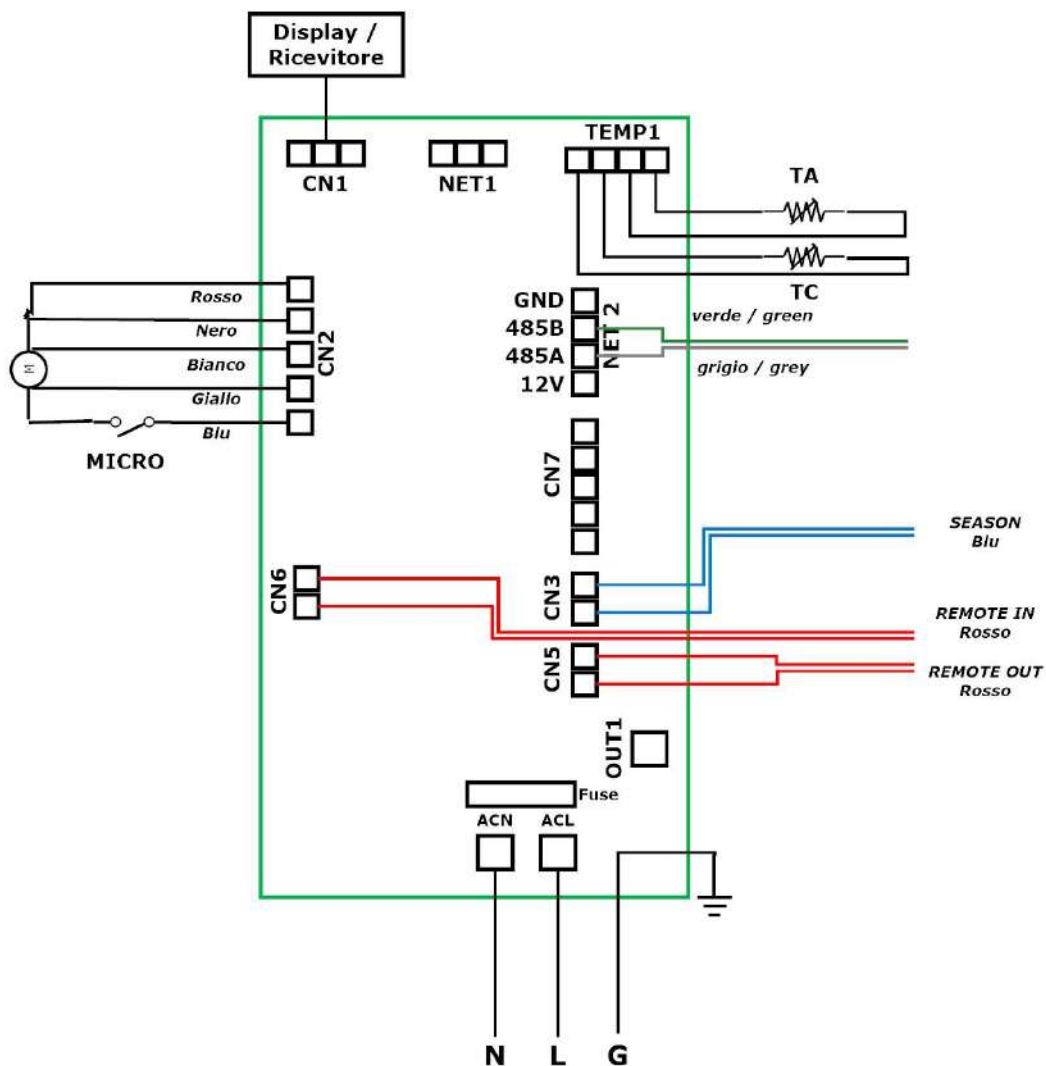 Display /
Ricevitore
TEMP1
CN1
NET1
TA
TC
Rosso
Nero
Bianco
Giallo
Blu
CN2
M
MICRO
GND
485B
485A
12V
NET 2
verde / green
grigio / grey
CN7
SEASON
Blu
CN6
CN3
REMOTE IN
Rosso
CN5
REMOTE OUT
Rosso
OUT1
Fuse
ACN
ACL
N
L
G